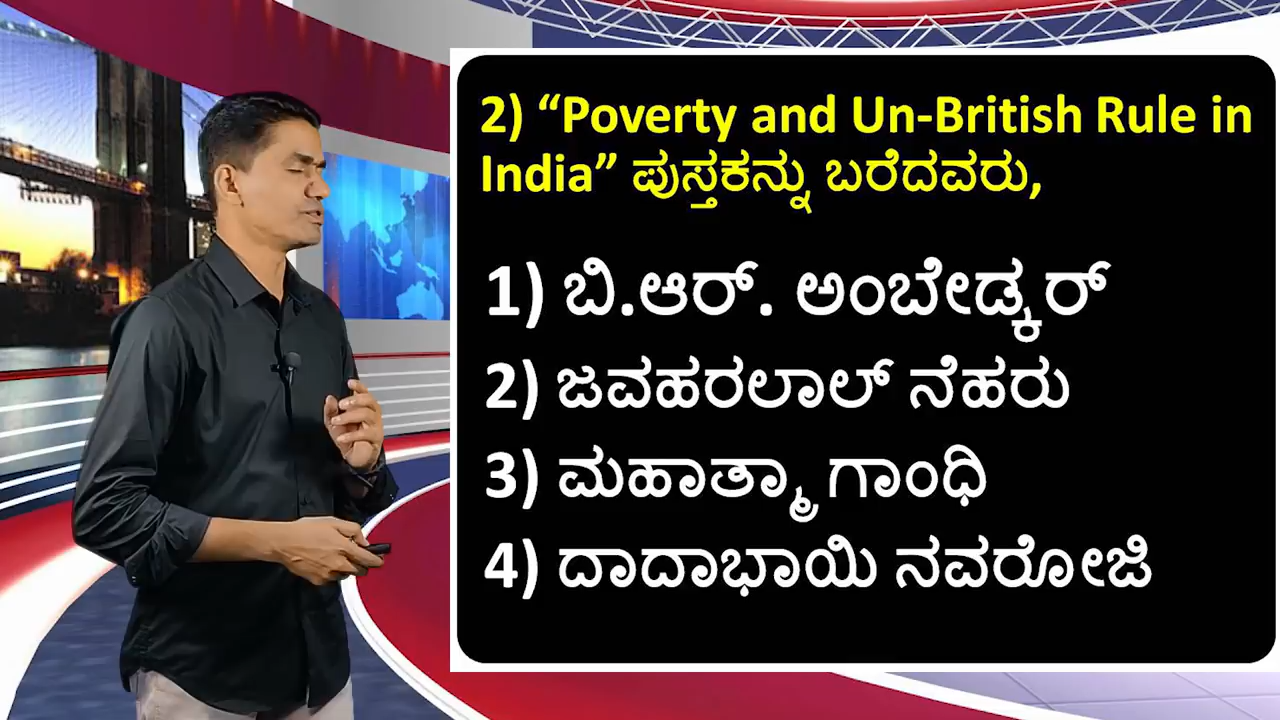 2) “Poverty and Un-British Rule in
India” ಪುಸ್ತಕನ್ನು ಬರೆದವರು,
1) ಬಿ.ಆರ್. ಅಂಬೇಡ್ಕರ್
2) ಜವಹರಲಾಲ್ ನೆಹರು
3) ಮಹಾತ್ಮಾ ಗಾಂಧಿ
4) ದಾದಾಭಾಯಿ ನವರೋಜಿ